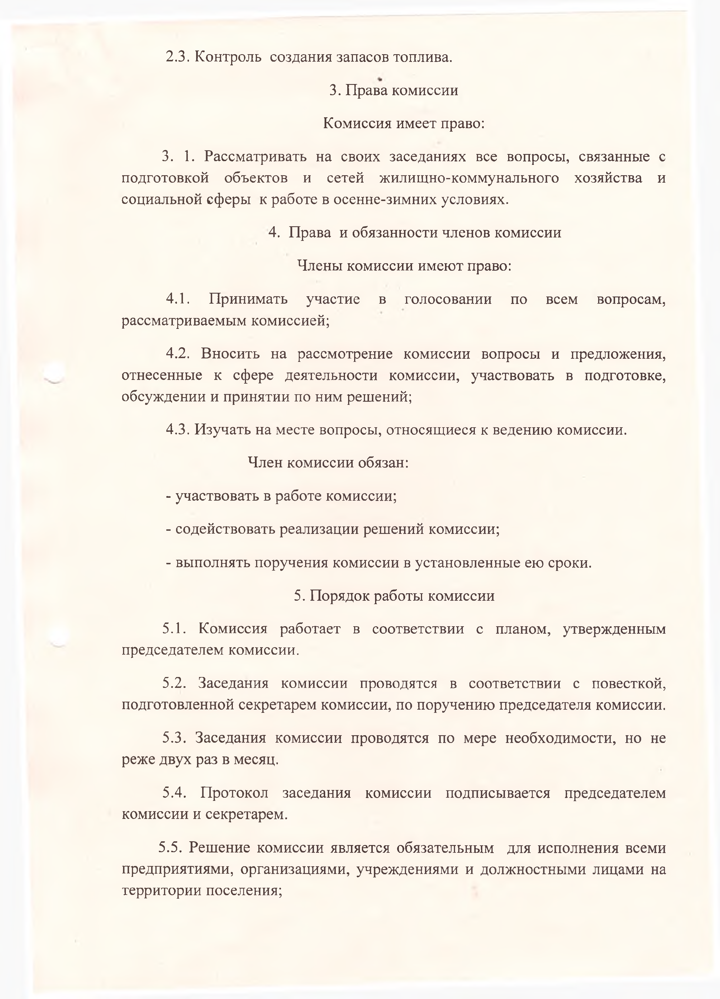 2.3. Контроль  создания запасов топлива.
3. Права комиссии
Комиссия имеет право:
3. 1. Рассматривать на своих заседаниях все вопросы, связанные с
подготовкой объектов и сетей жилищно-коммунального хозяйства и
социальной сферы  к работе в осенне-зимних условиях.
4.  Права  и обязанности членов комиссии
Члены комиссии имеют право:
4.1. Принимать участие в голосовании по всем вопросам,
рассматриваемым комиссией;
4.2. Вносить на рассмотрение комиссии вопросы и предложения,
отнесенные к сфере деятельности комиссии, участвовать в подготовке,
обсуждении и принятии по ним решений;
4.3. Изучать на месте вопросы, относящиеся к ведению комиссии.
Член комиссии обязан:
- участвовать в работе комиссии;
- содействовать реализации решений комиссии;
- выполнять поручения комиссии в установленные ею сроки.
5. Порядок работы комиссии
5.1. Комиссия работает в соответствии с планом, утвержденным
председателем комиссии.
5.2. Заседания комиссии проводятся в соответствии с повесткой,
подготовленной секретарем комиссии, по поручению председателя комиссии.
5.3. Заседания комиссии проводятся по мере необходимости, но не
реже двух раз в месяц.
5.4. Протокол заседания комиссии подписывается председателем
комиссии и секретарем.
5.5. Решение комиссии является обязательным  для исполнения всеми
предприятиями, организациями, учреждениями и должностными лицами на
территории поселения;